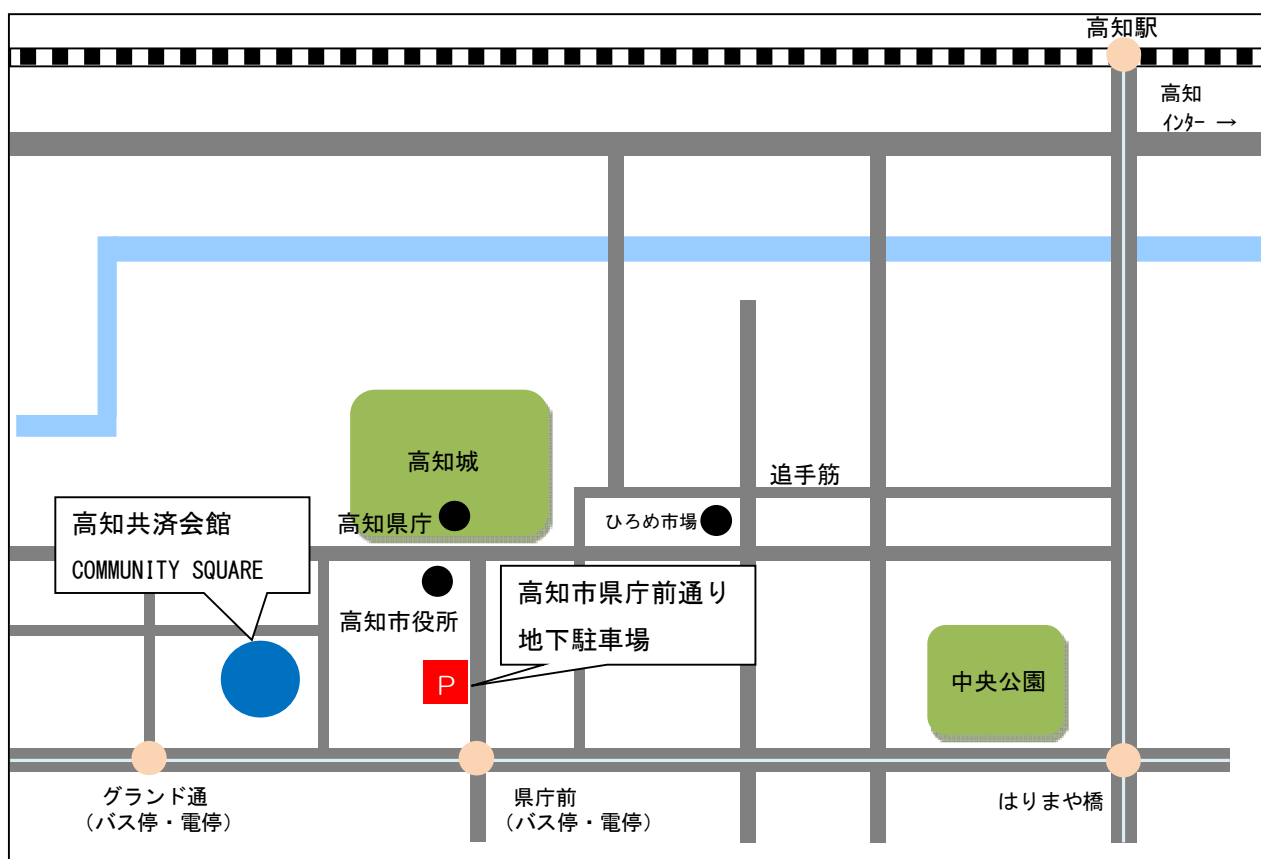 高知駅
高知
ｲﾝﾀｰ →
高知城
追手筋
高知県庁
ひろめ市場
高知共済会館
COMMUNITY SQUARE
高知市役所
高知市県庁前通り
地下駐車場
P
中央公園
グランド通
（バス停・電停）
県庁前
（バス停・電停）
はりまや橋